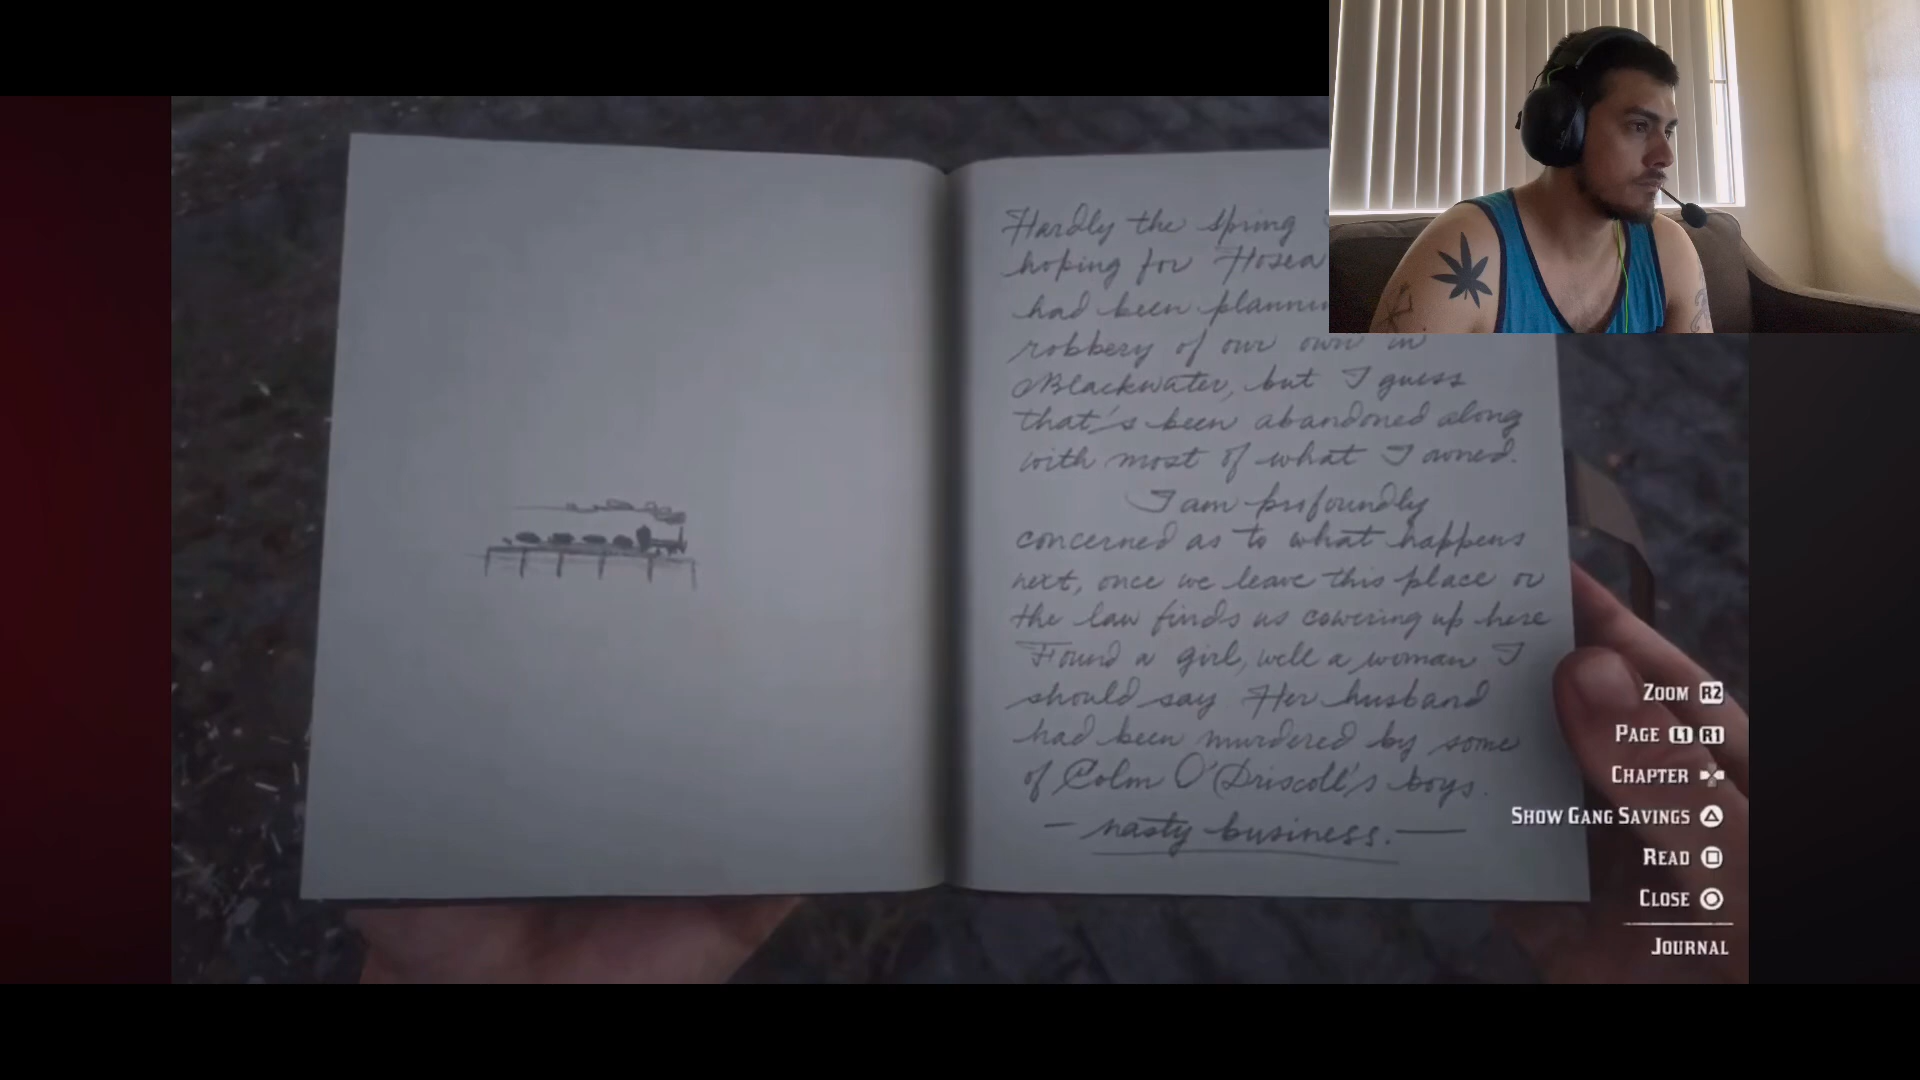 Hardly the spring
hoping for Hosea
had been
robbery of our own in
Blackwater, but I guess
that's been abandoned along
with most of what I owned.
I am profoundly
concerned as to what happens
next, once we leave this place or
the law finds us cowering up here
Found a girl, well a woman I
should say Her husband
had been murdered by some
of Colm O'Driscoll's boys.
— nasty business. —
ZOOM R2
PAGE L1 R1
CHAPTER
SHOW GANG SAVINGS
READ
CLOSE
JOURNAL